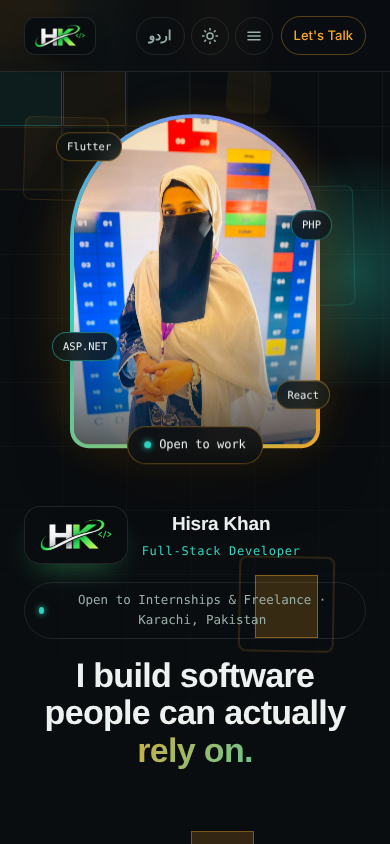 HK </>
اردو
Let's Talk
Flutter
PHP
ASP.NET
React
Open to work
HK </>
Hisra Khan
Full-Stack Developer
Open to Internships & Freelance ·
Karachi, Pakistan
I build software
people can actually
rely on.